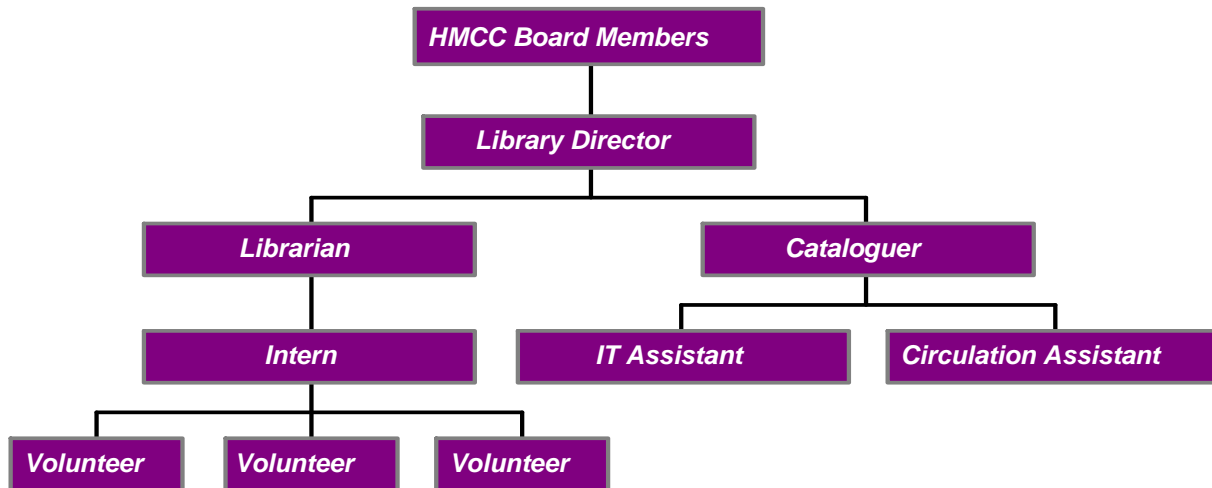 HMCC Board Members
Library Director
Librarian
Cataloguer
Intern
IT Assistant
Circulation Assistant
Volunteer
Volunteer
Volunteer